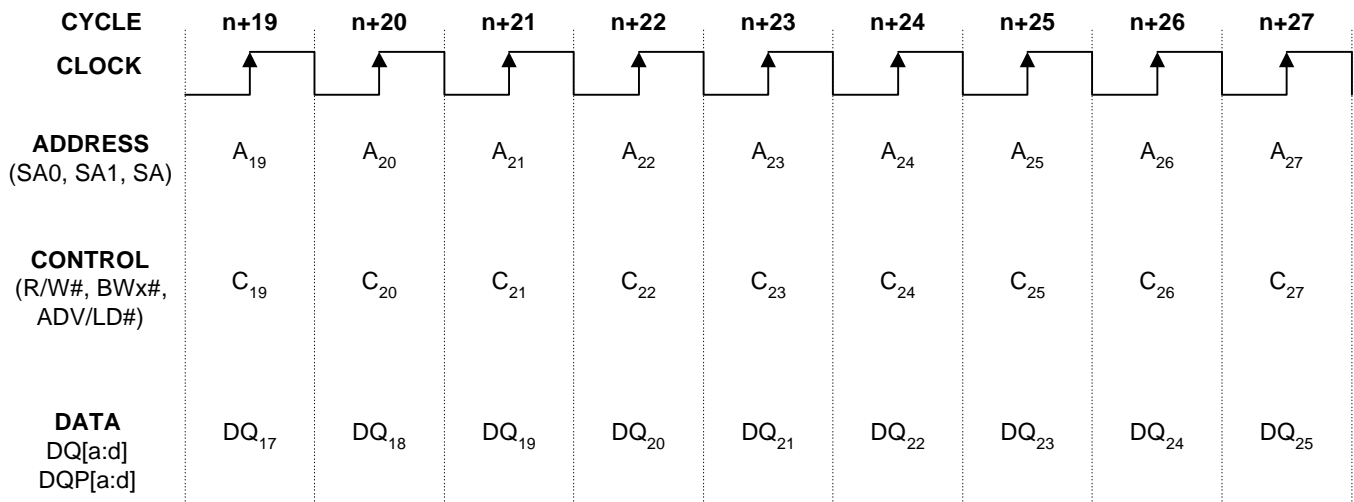 CYCLE n+19 n+20 n+21 n+22 n+23 n+24 n+25 n+26 n+27
CLOCK
ADDRESS
(SA0, SA1, SA) A19 A20 A21 A22 A23 A24 A25 A26 A27
CONTROL
(R/W#, BWx#, C19 C20 C21 C22 C23 C24 C25 C26 C27
ADV/LD#)
DATA
DQ[a:d] DQ17 DQ18 DQ19 DQ20 DQ21 DQ22 DQ23 DQ24 DQ25
DQP[a:d]